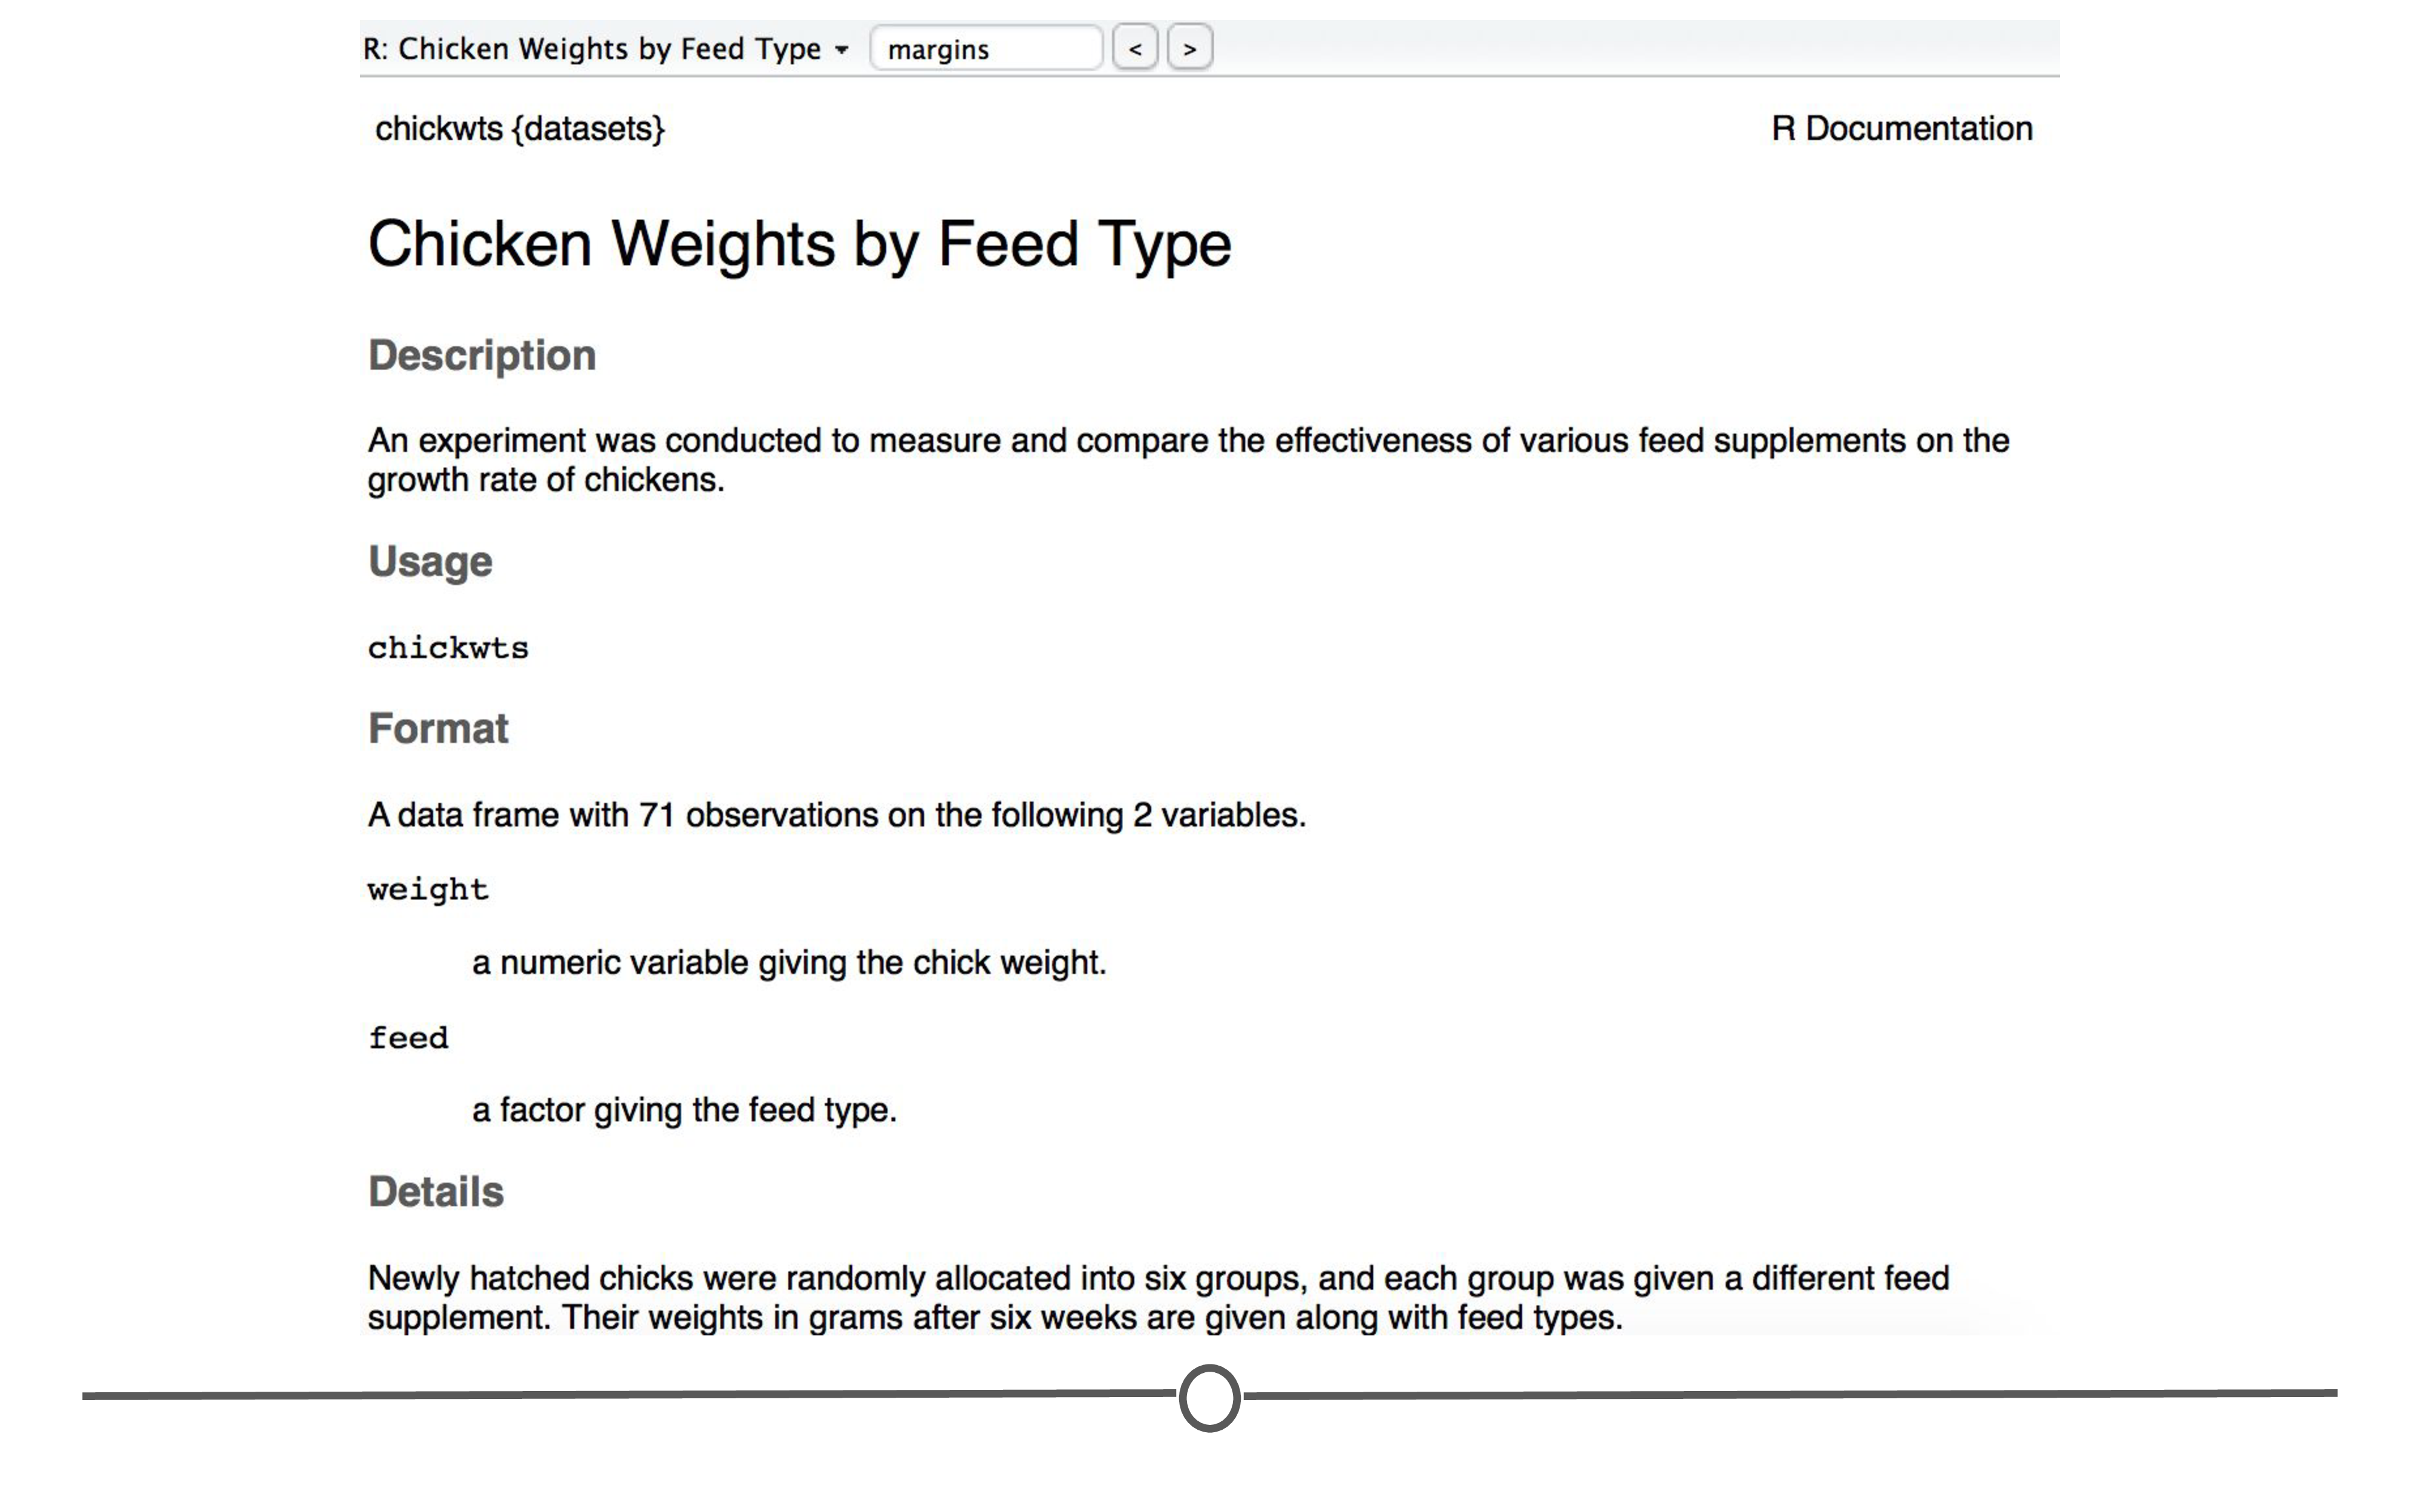 R: Chicken Weights by Feed Type margins < >
chickwts {datasets} R Documentation
Chicken Weights by Feed Type
Description
An experiment was conducted to measure and compare the effectiveness of various feed supplements on the
growth rate of chickens.
Usage
chickwts
Format
A data frame with 71 observations on the following 2 variables.
weight
a numeric variable giving the chick weight.
feed
a factor giving the feed type.
Details
Newly hatched chicks were randomly allocated into six groups, and each group was given a different feed
supplement. Their weights in grams after six weeks are given along with feed types.